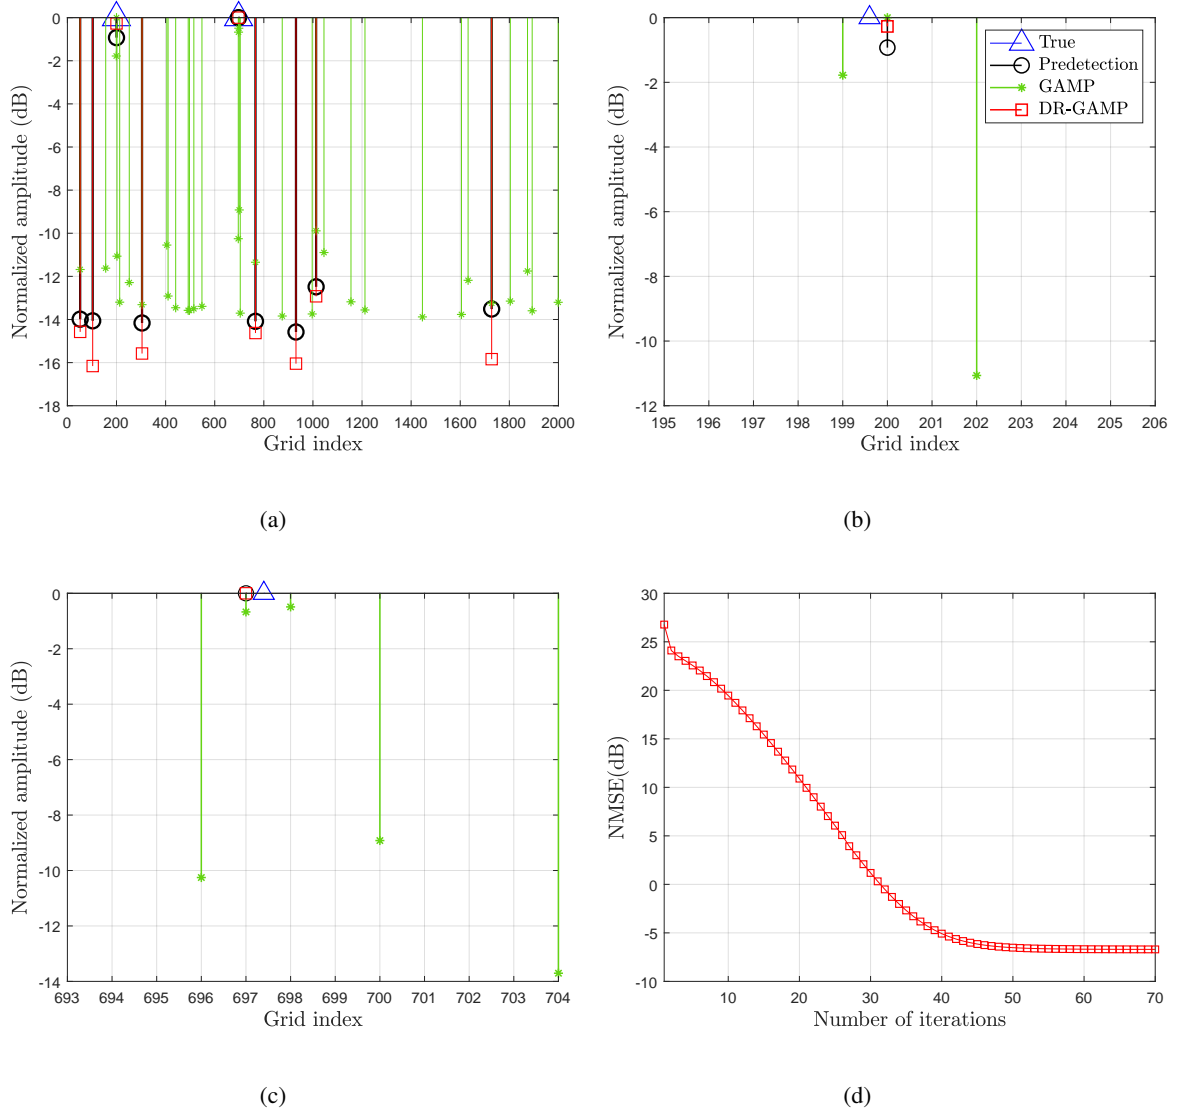 0
-2
-4
-6
-8
-10
-12
-14
-16
-18
0 200 400 600 800 1000 1200 1400 1600 1800 2000
Grid index
Normalized amplitude (dB)
(a)
0
-2
-4
-6
-8
-10
-12
195 196 197 198 199 200 201 202 203 204 205 206
Grid index
Normalized amplitude (dB)
True
Predetection
GAMP
DR-GAMP
(b)
0
-2
-4
-6
-8
-10
-12
-14
693 694 695 696 697 698 699 700 701 702 703 704
Grid index
Normalized amplitude (dB)
(c)
30
25
20
15
10
5
0
-5
-10
10 20 30 40 50 60 70
Number of iterations
NMSE(dB)
(d)